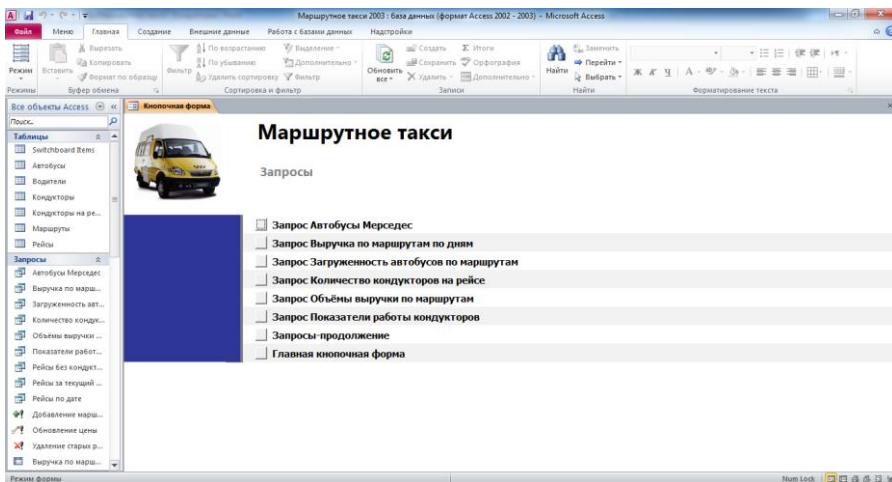 Маршрутное такси 2003 : база данных (формат Access 2002 - 2003) - Microsoft Access
Файл Меню Главная Создание Внешние данные Работа с базами данных Надстройки
Режим
Вставить
Вырезать
Копировать
Формат по образцу
Фильтр
По возрастанию
По убыванию
Удалить сортировку
Выделение
Дополнительно
Фильтр
Обновить все
Создать
Сохранить
Удалить
Итоги
Орфография
Дополнительно
Найти
Заменить
Перейти
Выбрать
Ж К Ч А
Режимы Буфер обмена Сортировка и фильтр Записи Найти Форматирование текста
Все объекты Access
Поиск...
Таблицы
Switchboard Items
Автобусы
Водители
Кондукторы
Кондукторы на ре...
Маршруты
Рейсы
Запросы
Автобусы Мерседес
Выручка по марш...
Загруженность авт...
Количество кондук...
Объёмы выручки ...
Показатели работ...
Рейсы без кондукт...
Рейсы за текущий ...
Рейсы по дате
Добавление марш...
Обновление цены
Удаление старых р...
Выручка по марш...
Кнопочная форма
Маршрутное такси
Запросы
Запрос Автобусы Мерседес
Запрос Выручка по маршрутам по дням
Запрос Загруженность автобусов по маршрутам
Запрос Количество кондукторов на рейсе
Запрос Объёмы выручки по маршрутам
Запрос Показатели работы кондукторов
Запросы-продолжение
Главная кнопочная форма
Режим формы
Num Lock